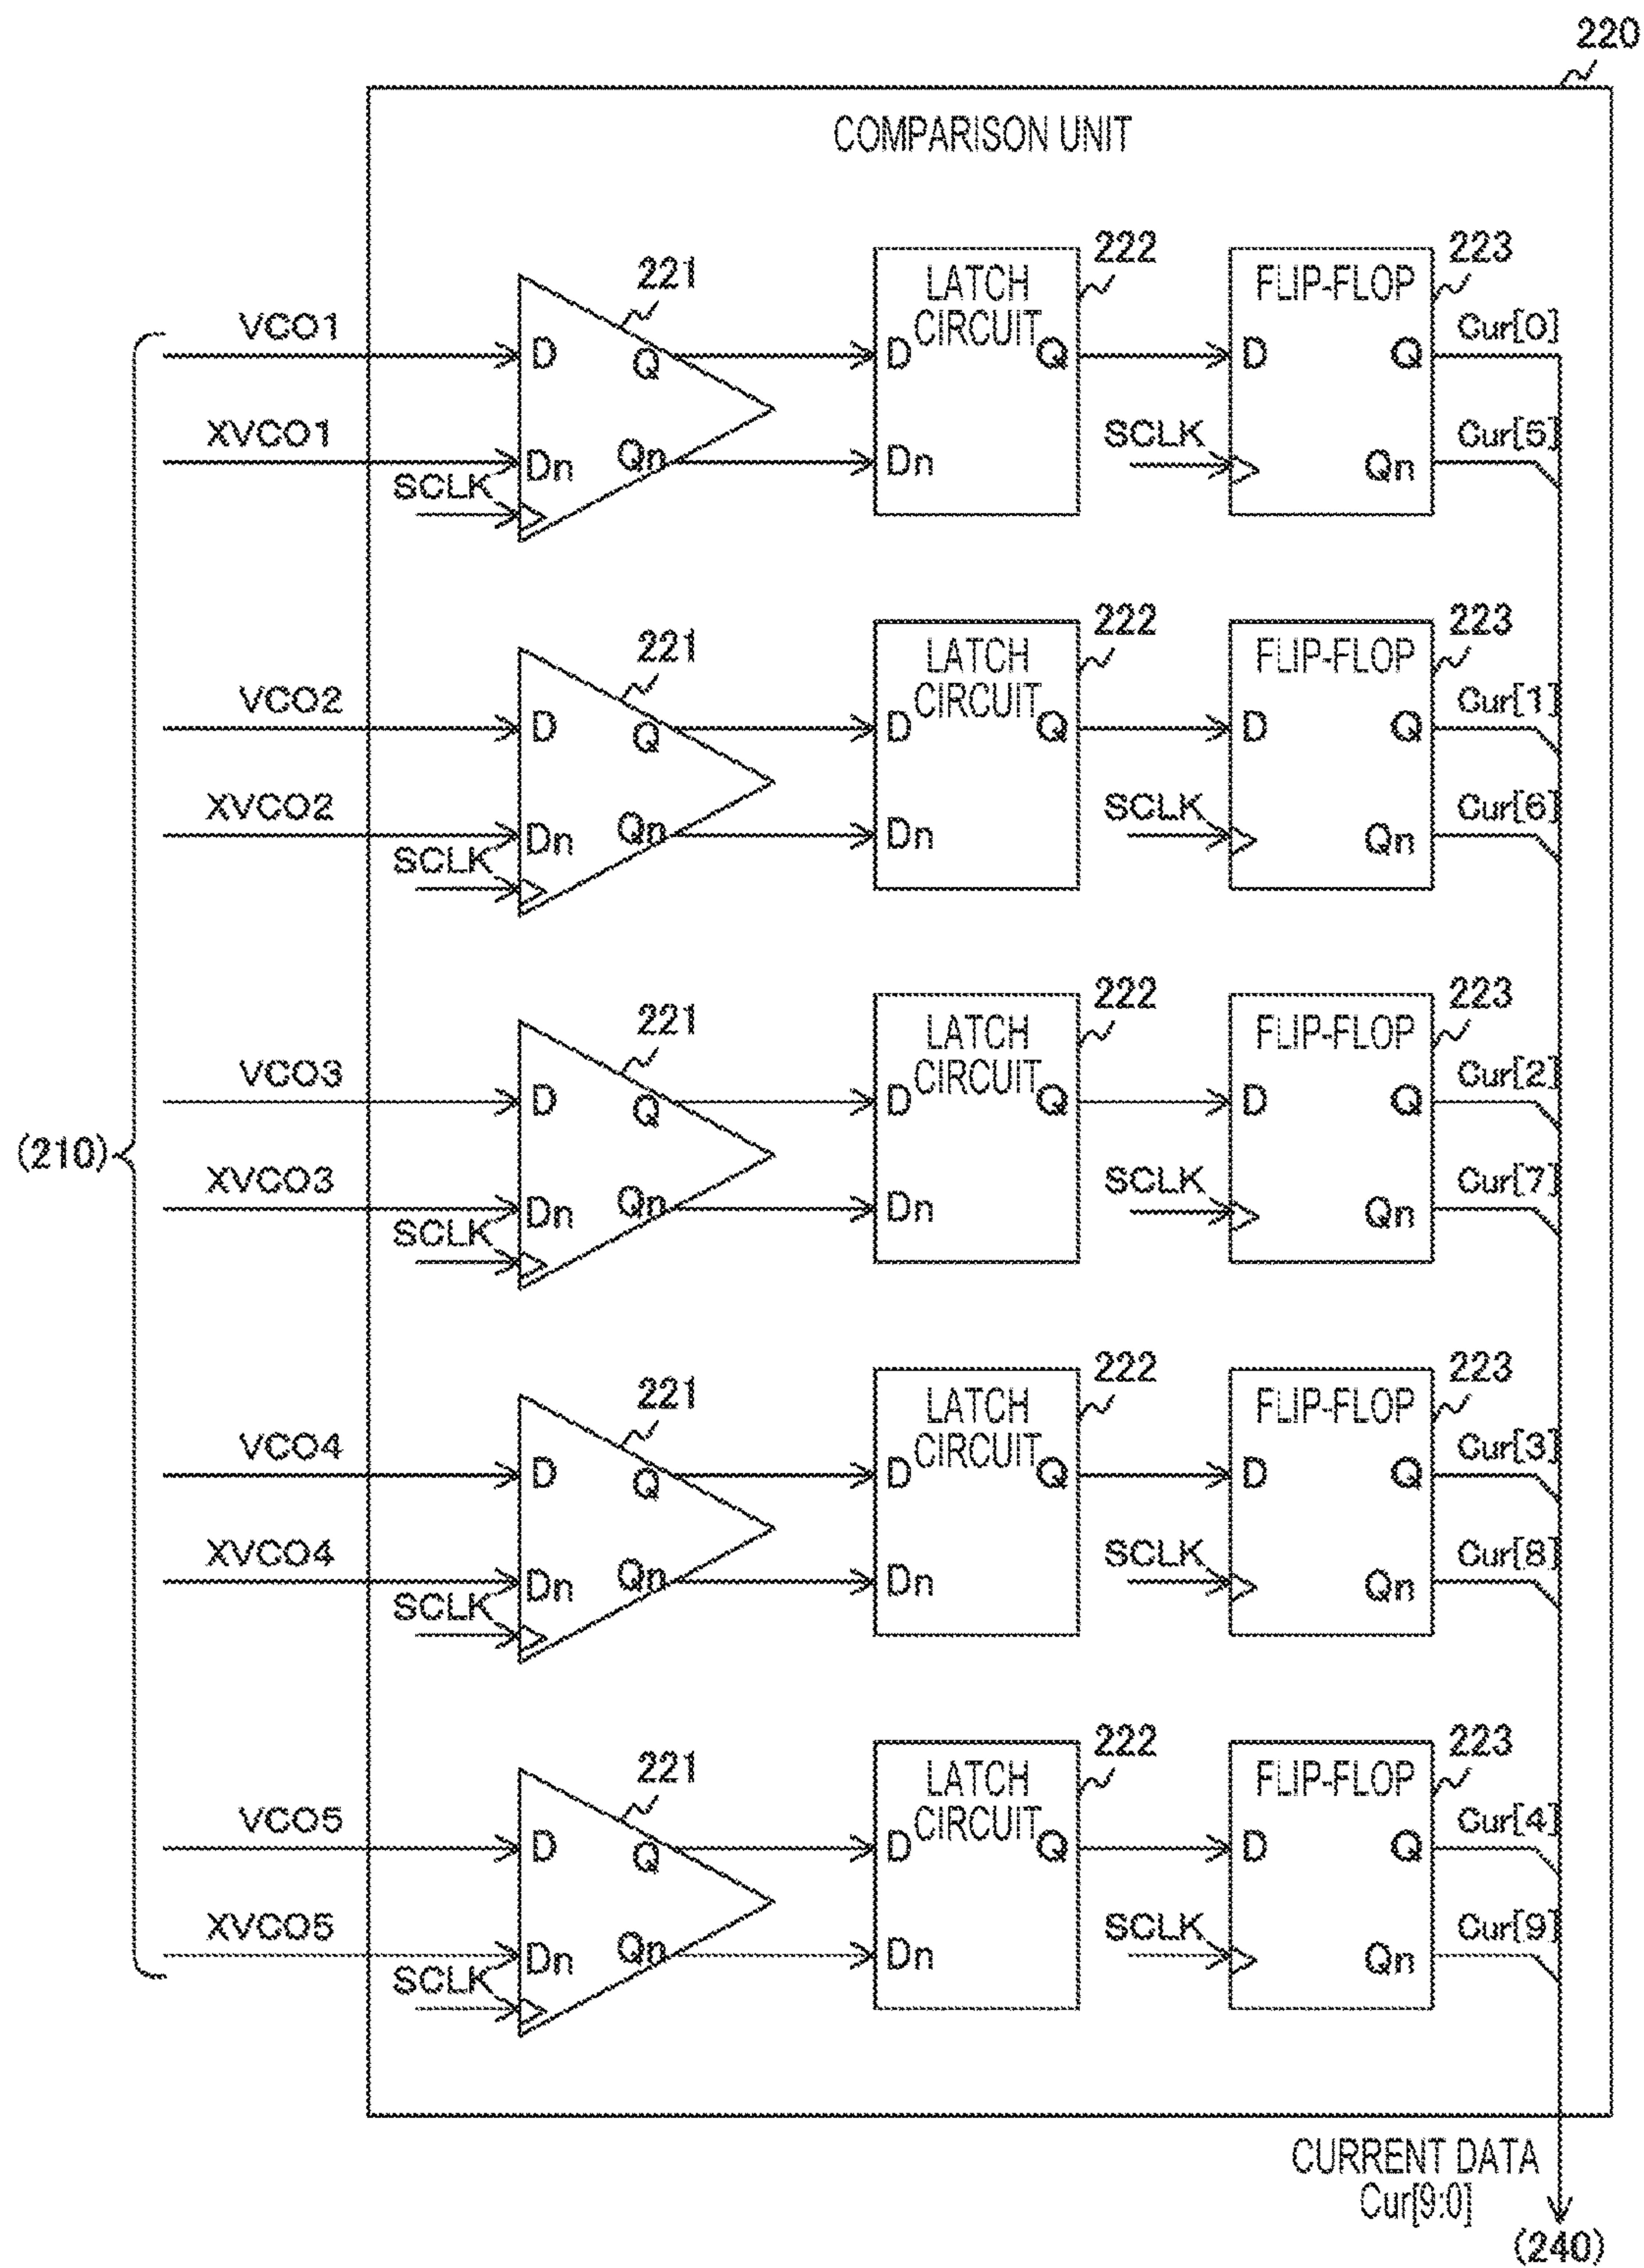 220
COMPARISON UNIT
221
222
223
LATCH
CIRCUIT
FLIP-FLOP
VCO1
D
Q
D
Q
D
Q
Cur[0]
XVCO1
Dn
Qn
Dn
SCLK
Qn
Cur[5]
SCLK
221
222
223
LATCH
CIRCUIT
FLIP-FLOP
VCO2
D
Q
D
Q
D
Q
Cur[1]
XVCO2
Dn
Qn
Dn
SCLK
Qn
Cur[6]
SCLK
221
222
223
LATCH
CIRCUIT
FLIP-FLOP
VCO3
D
Q
D
Q
D
Q
Cur[2]
(210)
XVCO3
Dn
Qn
Dn
SCLK
Qn
Cur[7]
SCLK
221
222
223
LATCH
CIRCUIT
FLIP-FLOP
VCO4
D
Q
D
Q
D
Q
Cur[3]
XVCO4
Dn
Qn
Dn
SCLK
Qn
Cur[8]
SCLK
221
222
223
LATCH
CIRCUIT
FLIP-FLOP
VCO5
D
Q
D
Q
D
Q
Cur[4]
XVCO5
Dn
Qn
Dn
SCLK
Qn
Cur[9]
SCLK
CURRENT DATA
Cur[9:0]
(240)